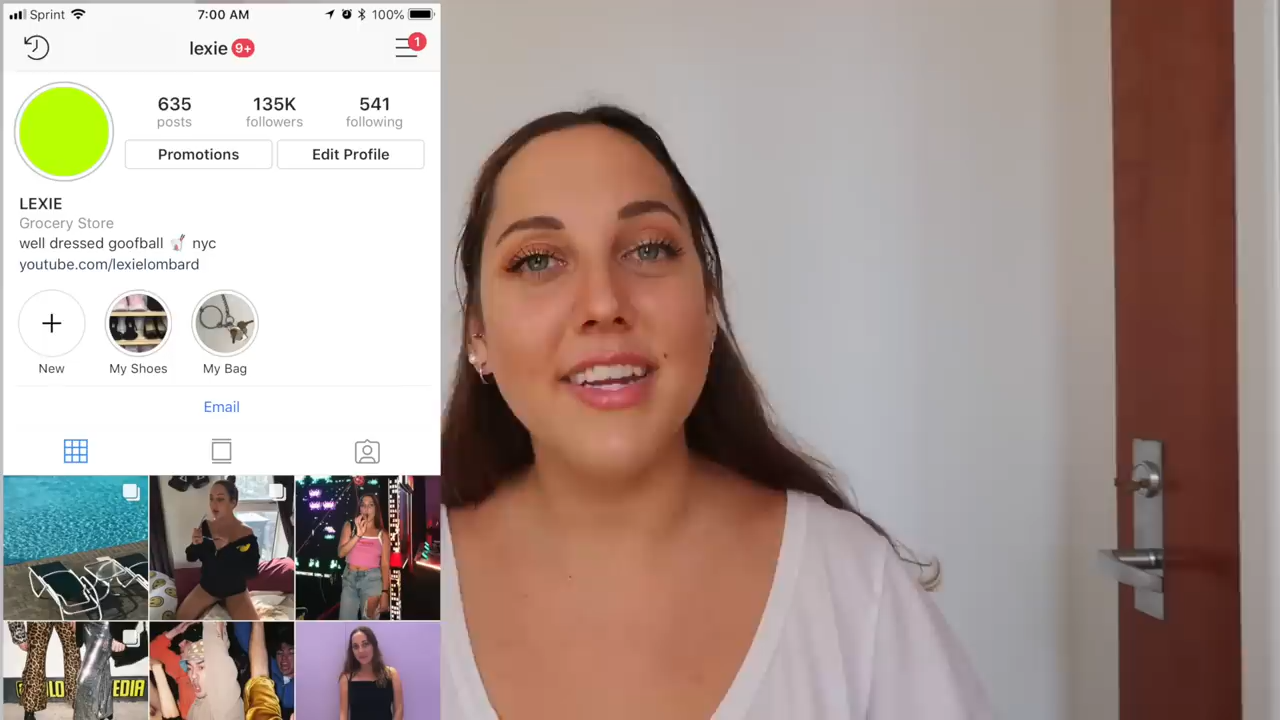 Sprint 7:00 AM 100%
lexie 9+ 1
635 135K 541
posts followers following
Promotions Edit Profile
LEXIE
Grocery Store
well dressed goofball 🥡 nyc
youtube.com/lexielombard
New My Shoes My Bag
Email